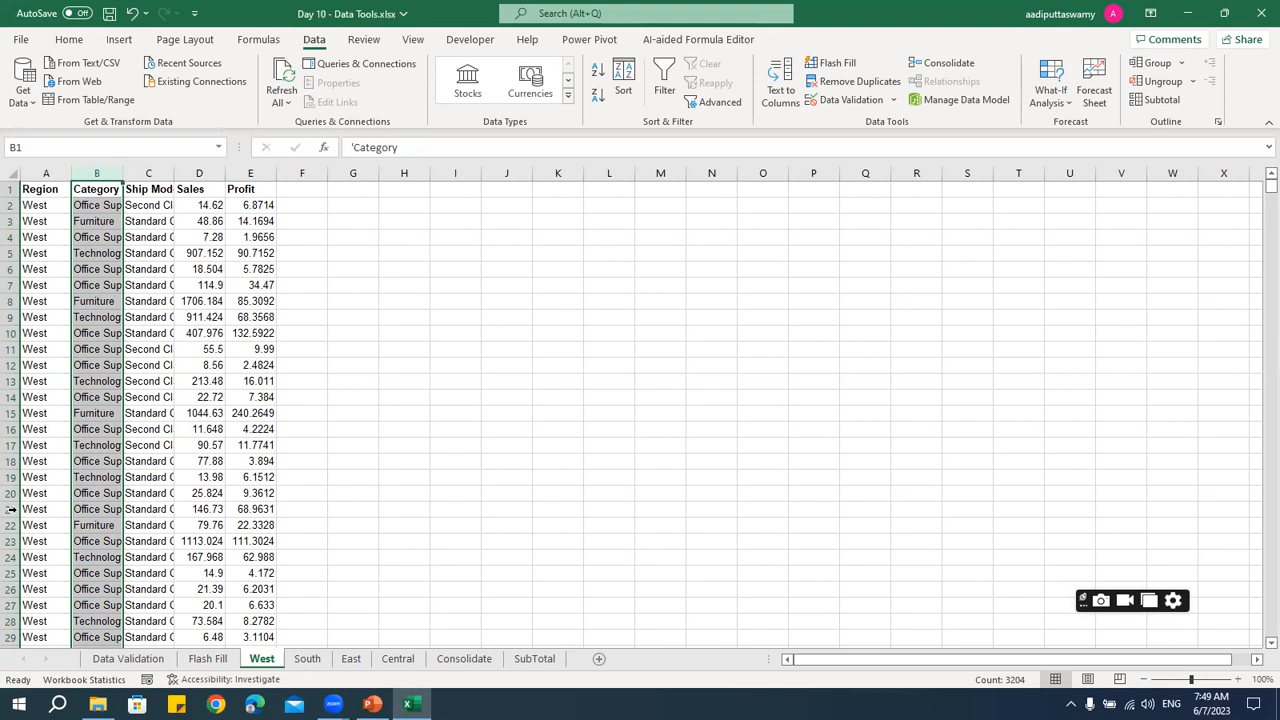 AutoSave Off Day 10 - Data Tools.xlsx Search (Alt+Q) aadiputtaswamy A
File Home Insert Page Layout Formulas Data Review View Developer Help Power Pivot AI-aided Formula Editor Comments Share
Get Data From Text/CSV From Web From Table/Range Recent Sources Existing Connections
Refresh All Queries & Connections Properties Edit Links
Stocks Currencies
Sort Filter Clear Reapply Advanced
Text to Columns Flash Fill Remove Duplicates Data Validation Consolidate Relationships Manage Data Model
What-If Analysis Forecast Sheet Group Ungroup Subtotal
Get & Transform Data Queries & Connections Data Types Sort & Filter Data Tools Forecast Outline
B1 'Category
A B C D E F G H I J K L M N O P Q R S T U V W X
1 Region Category Ship Mod Sales Profit
2 West Office Sup Second Cl 14.62 6.8714
3 West Furniture Standard C 48.86 14.1694
4 West Office Sup Standard C 7.28 1.9656
5 West Technolog Standard C 907.152 90.7152
6 West Office Sup Standard C 18.504 5.7825
7 West Office Sup Standard C 114.9 34.47
8 West Furniture Standard C 1706.184 85.3092
9 West Technolog Standard C 911.424 68.3568
10 West Office Sup Standard C 407.976 132.5922
11 West Office Sup Second Cl 55.5 9.99
12 West Office Sup Second Cl 8.56 2.4824
13 West Technolog Second Cl 213.48 16.011
14 West Office Sup Second Cl 22.72 7.384
15 West Furniture Standard C 1044.63 240.2649
16 West Office Sup Second Cl 11.648 4.2224
17 West Technolog Second Cl 90.57 11.7741
18 West Office Sup Standard C 77.88 3.894
19 West Technolog Standard C 13.98 6.1512
20 West Office Sup Standard C 25.824 9.3612
West Office Sup Standard C 146.73 68.9631
22 West Furniture Standard C 79.76 22.3328
23 West Office Sup Standard C 1113.024 111.3024
24 West Technolog Standard C 167.968 62.988
25 West Office Sup Standard C 14.9 4.172
26 West Office Sup Standard C 21.39 6.2031
27 West Office Sup Standard C 20.1 6.633
28 West Technolog Standard C 73.584 8.2782
29 West Office Sup Standard C 6.48 3.1104
Data Validation Flash Fill West South East Central Consolidate SubTotal
Ready Workbook Statistics Accessibility: Investigate Count: 3204 100%
zoom ENG 7:49 AM
6/7/2023